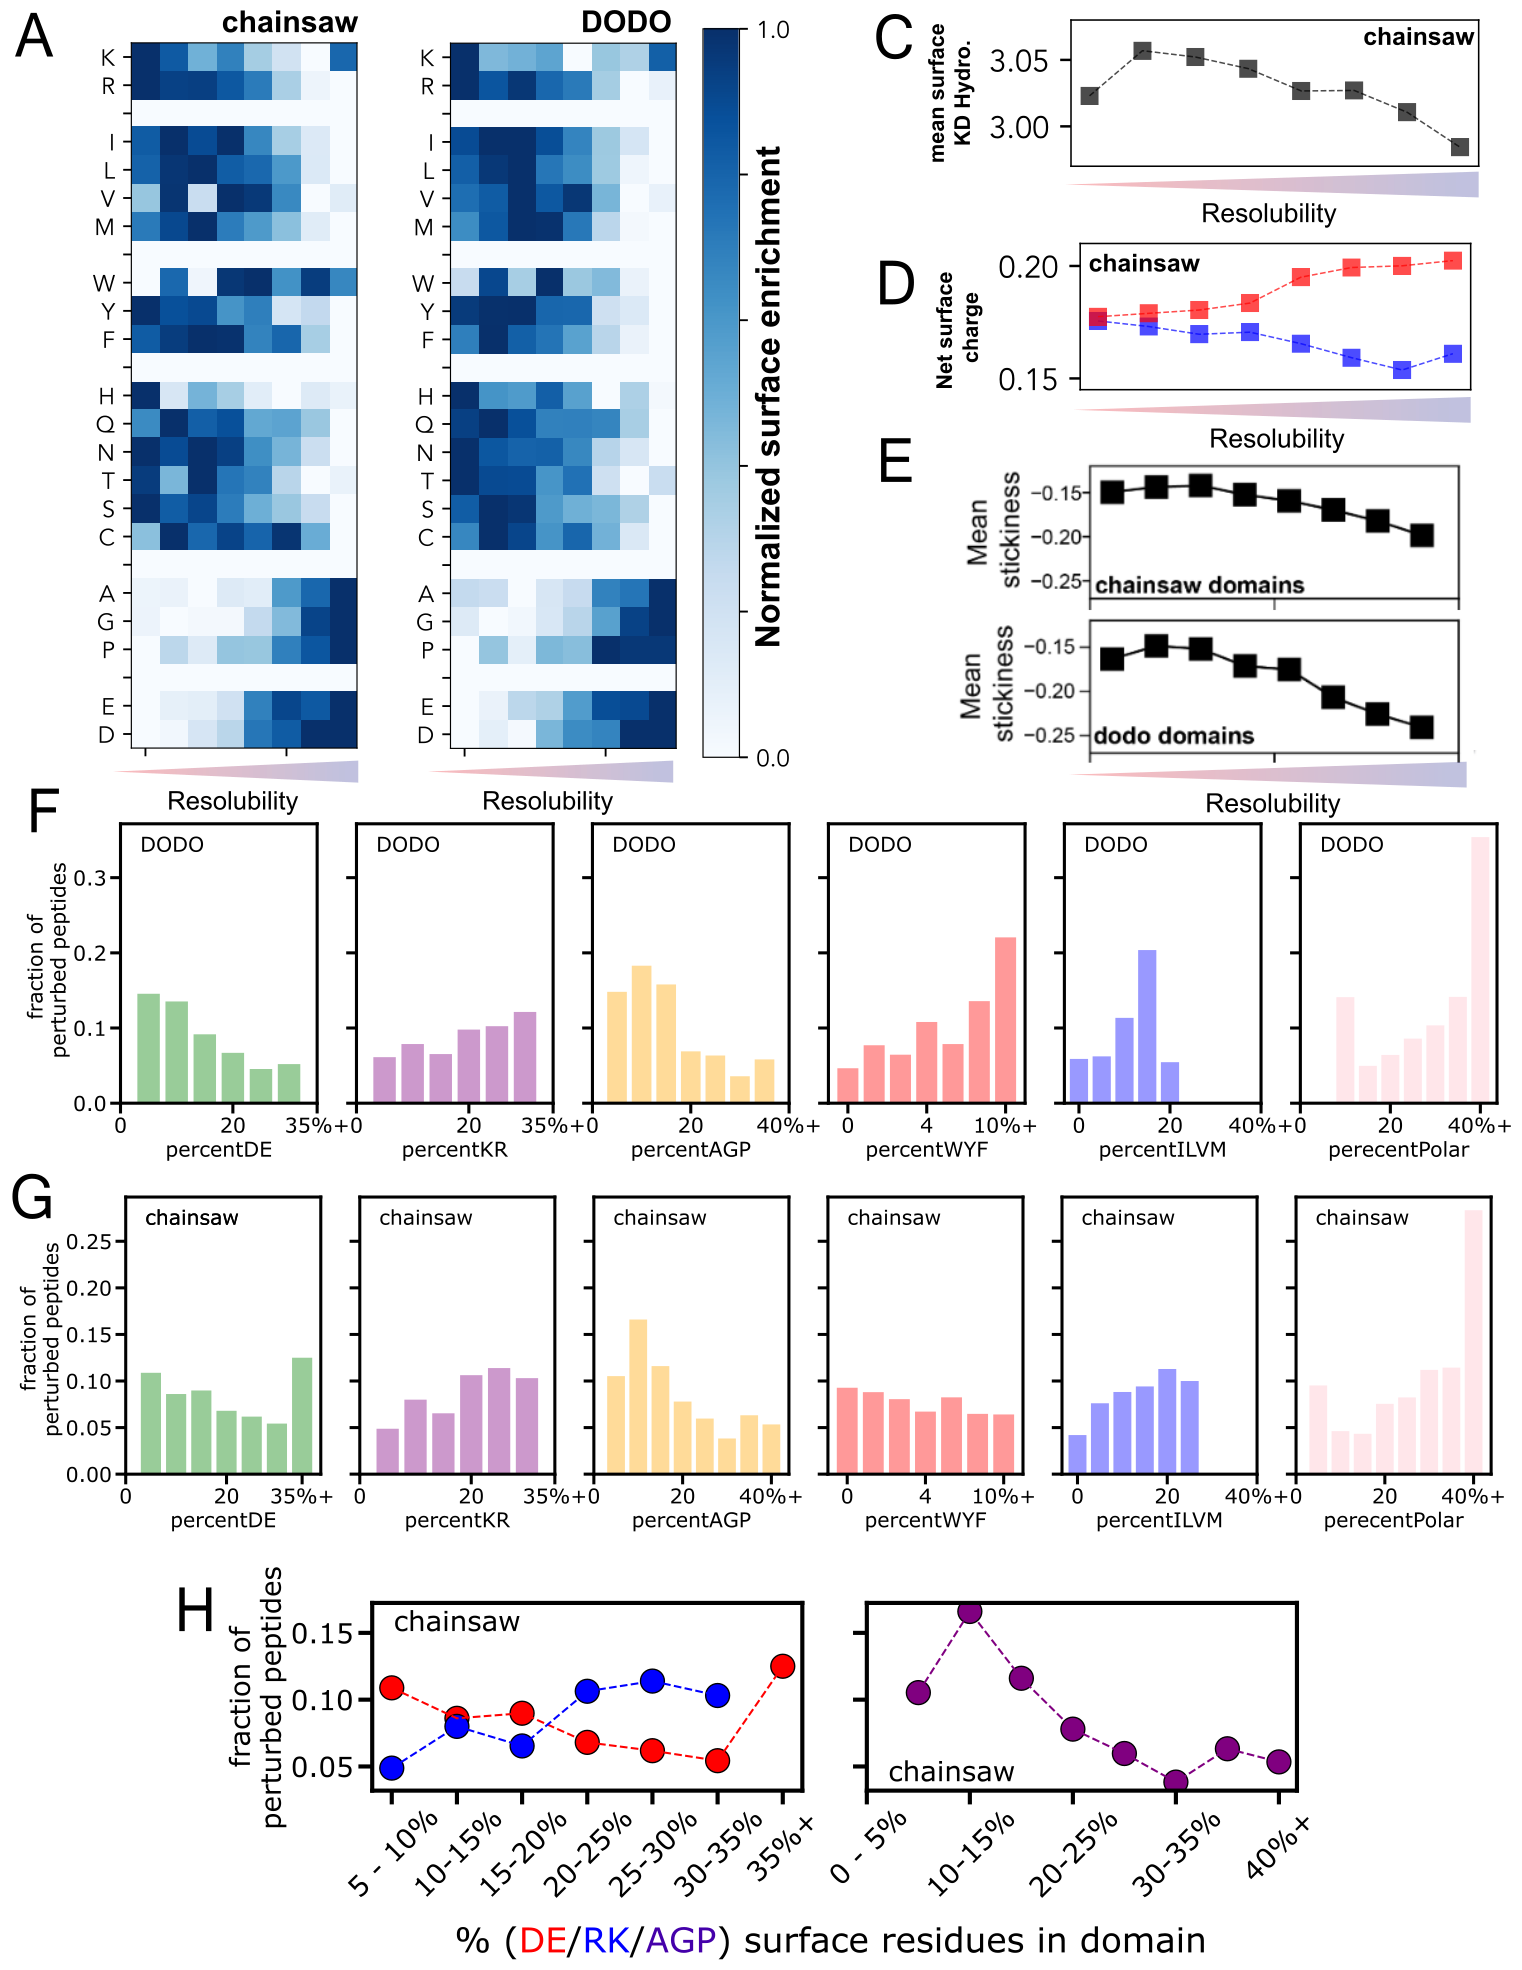 A
chainsaw
DODO
K
R
I
L
V
M
W
Y
F
H
Q
N
T
S
C
A
G
P
E
D
Resolubility
K
R
I
L
V
M
W
Y
F
H
Q
N
T
S
C
A
G
P
E
D
Resolubility
1.0
0.0
Normalized surface enrichment
C
mean surface
KD Hydro.
3.05
3.00
chainsaw
Resolubility
D
Net surface
charge
0.20
0.15
chainsaw
Resolubility
E
Mean
stickiness
−0.15
−0.20
−0.25
chainsaw domains
Mean
stickiness
−0.15
−0.20
−0.25
dodo domains
Resolubility
F
fraction of
perturbed peptides
0.3
0.2
0.1
0.0
DODO
0 20 35%+
percentDE
DODO
0 20 35%+
percentKR
DODO
0 20 40%+
percentAGP
DODO
0 4 10%+
percentWYF
DODO
0 20 40%+
percentILVM
DODO
0 20 40%+
perecentPolar
G
fraction of
perturbed peptides
0.25
0.20
0.15
0.10
0.05
0.00
chainsaw
0 20 35%+
percentDE
chainsaw
0 20 35%+
percentKR
chainsaw
0 20 40%+
percentAGP
chainsaw
0 4 10%+
percentWYF
chainsaw
0 20 40%+
percentILVM
chainsaw
0 20 40%+
perecentPolar
H
fraction of
perturbed peptides
0.15
0.10
0.05
chainsaw
5 - 10%
10-15%
15-20%
20-25%
25-30%
30-35%
35%+
chainsaw
0 - 5%
10-15%
20-25%
30-35%
40%+
% (DE/RK/AGP) surface residues in domain